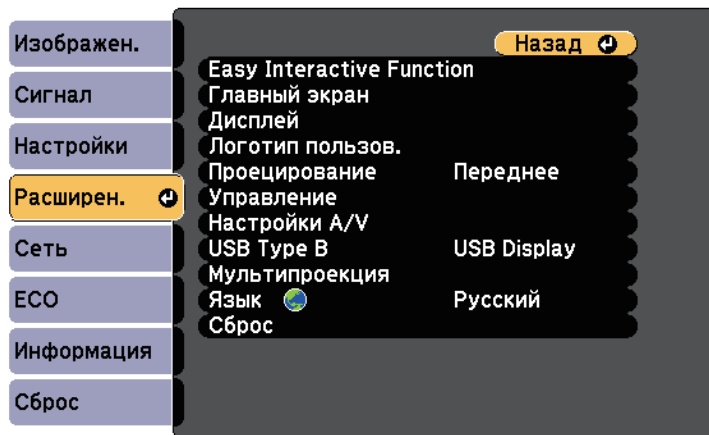 Изображен.
Сигнал
Настройки
Расширен.
Сеть
ECO
Информация
Сброс
Назад
Easy Interactive Function
Главный экран
Дисплей
Логотип пользов.
Проецирование Переднее
Управление
Настройки A/V
USB Type B USB Display
Мультипроекция
Язык Русский
Сброс